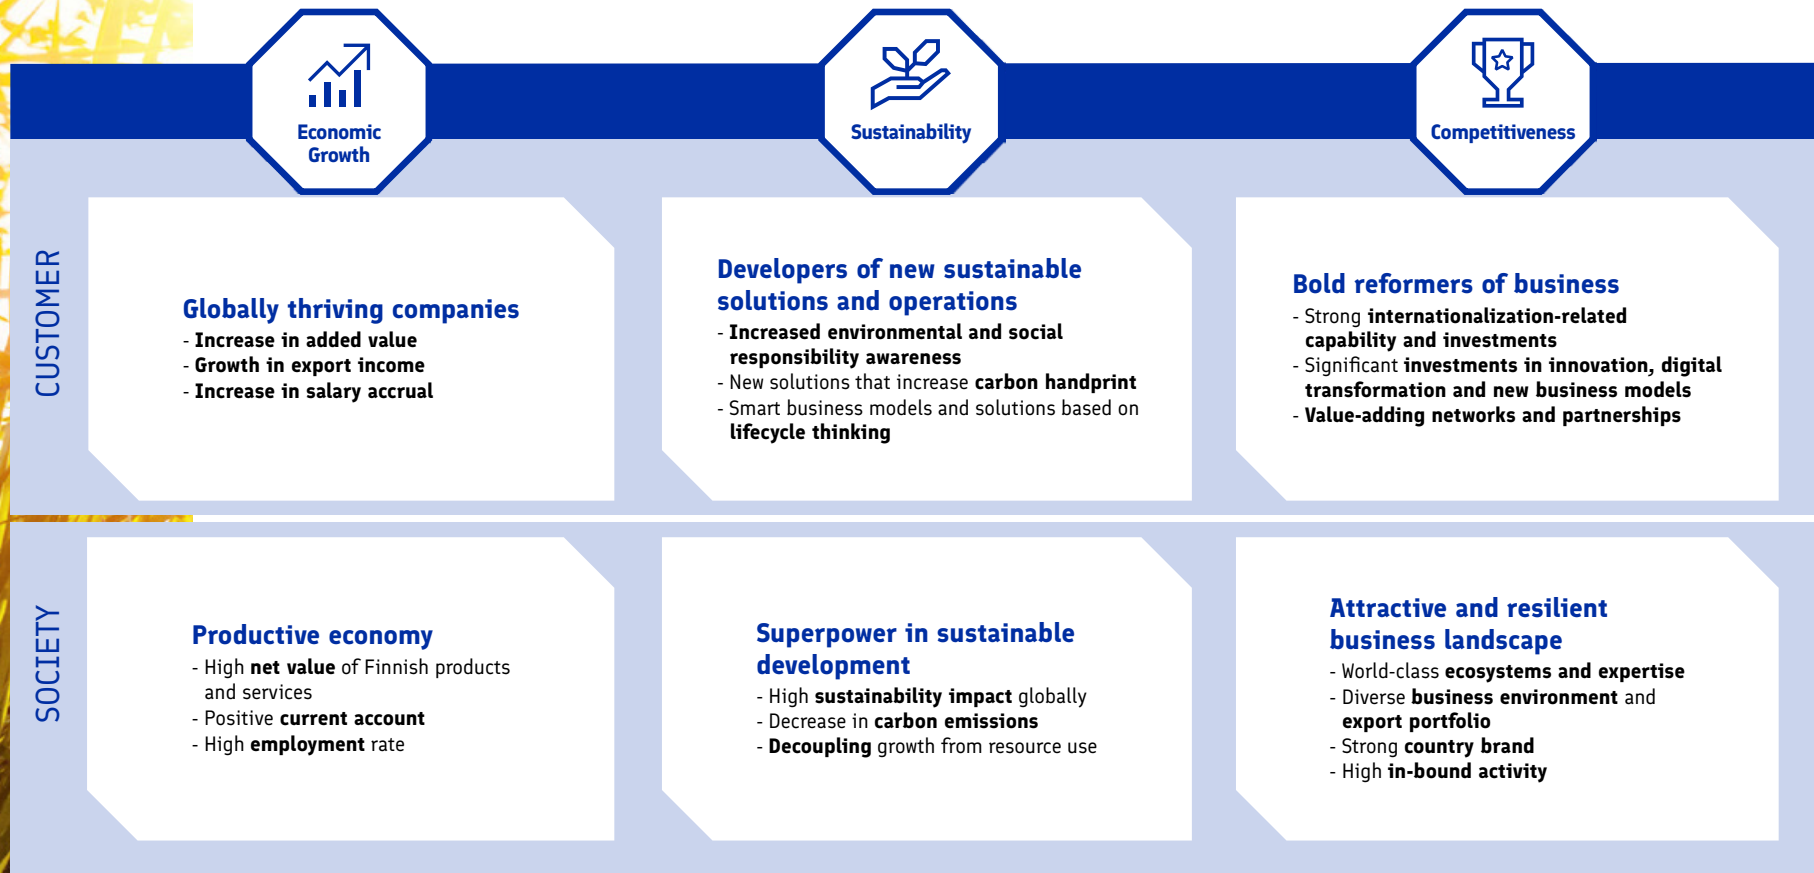 Economic
Growth
Sustainability
Competitiveness
CUSTOMER
Globally thriving companies
- Increase in added value
- Growth in export income
- Increase in salary accrual
Developers of new sustainable
solutions and operations
- Increased environmental and social
responsibility awareness
- New solutions that increase carbon handprint
- Smart business models and solutions based on
lifecycle thinking
Bold reformers of business
- Strong internationalization-related
capability and investments
- Significant investments in innovation, digital
transformation and new business models
- Value-adding networks and partnerships
SOCIETY
Productive economy
- High net value of Finnish products
and services
- Positive current account
- High employment rate
Superpower in sustainable
development
- High sustainability impact globally
- Decrease in carbon emissions
- Decoupling growth from resource use
Attractive and resilient
business landscape
- World-class ecosystems and expertise
- Diverse business environment and
export portfolio
- Strong country brand
- High in-bound activity